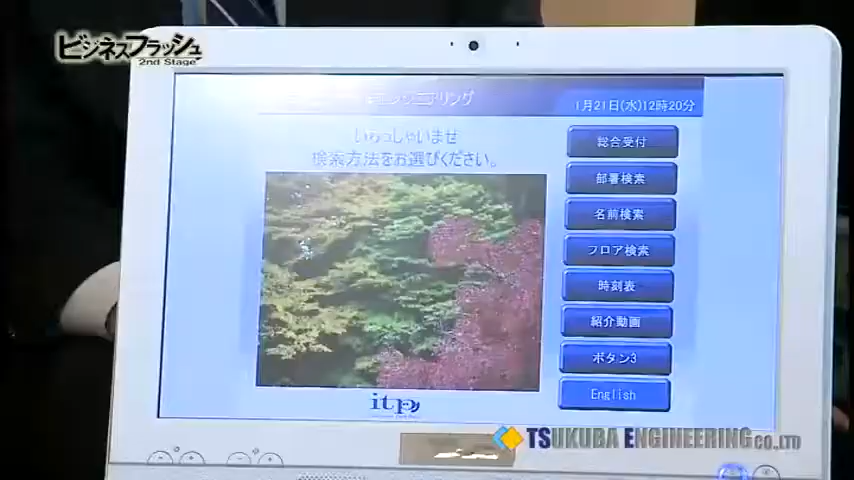 ビジネスフラッシュ
2nd Stage
ニアリング
1月21日(水)12時20分
いらっしゃいませ
検索方法をお選びください。
総合受付
部署検索
名前検索
フロア検索
時刻表
紹介動画
ボタン3
English
itp
TSUKUBA ENGINEERING CO.,LTD